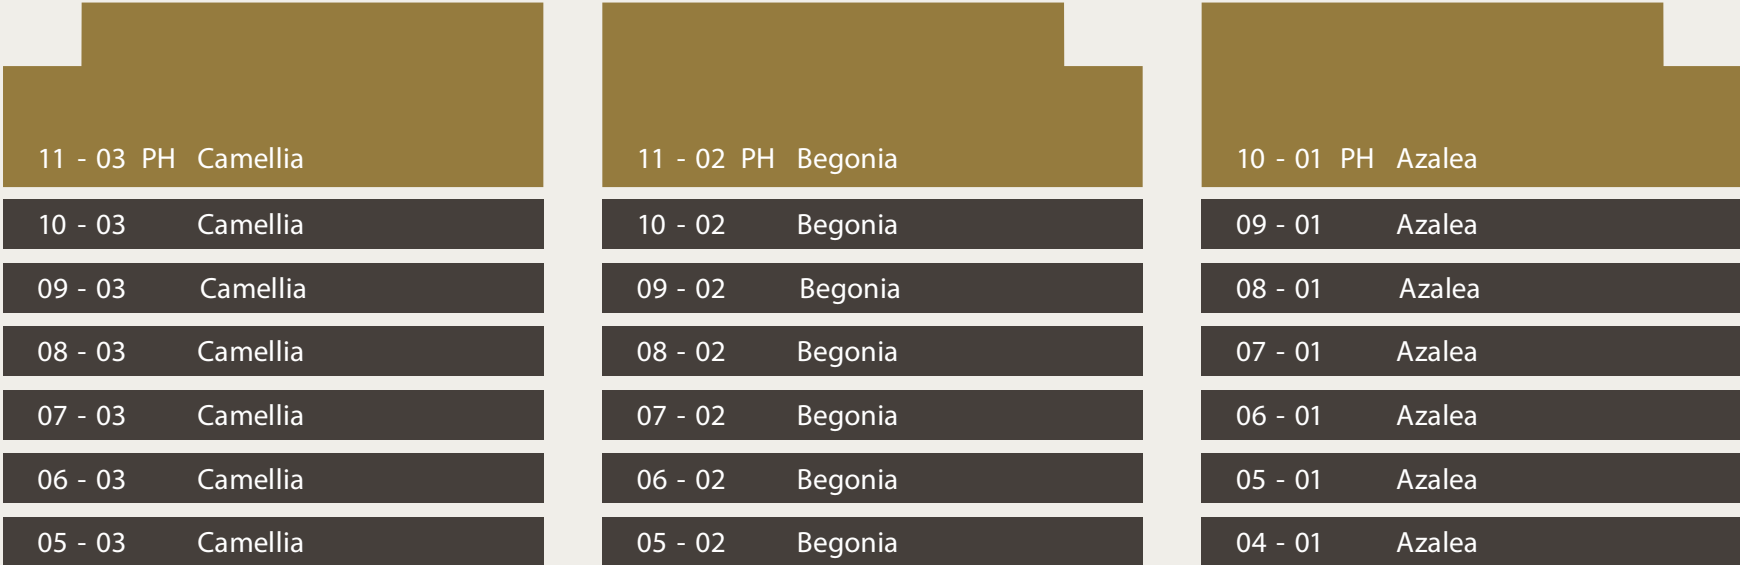 11 - 03 PH Camellia 11 - 02 PH Begonia 10 - 01 PH Azalea
10 - 03 Camellia 10 - 02 Begonia 09 - 01 Azalea
09 - 03 Camellia 09 - 02 Begonia 08 - 01 Azalea
08 - 03 Camellia 08 - 02 Begonia 07 - 01 Azalea
07 - 03 Camellia 07 - 02 Begonia 06 - 01 Azalea
06 - 03 Camellia 06 - 02 Begonia 05 - 01 Azalea
05 - 03 Camellia 05 - 02 Begonia 04 - 01 Azalea